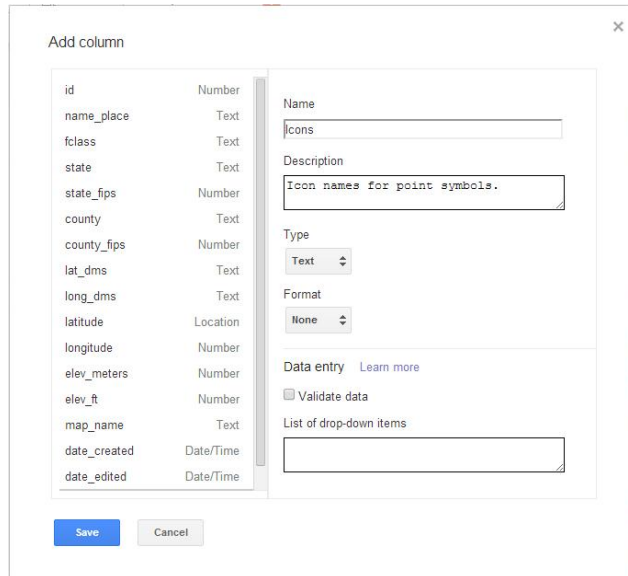 Add column
×
id Number
name_place Text
fclass Text
state Text
state_fips Number
county Text
county_fips Number
lat_dms Text
long_dms Text
latitude Location
longitude Number
elev_meters Number
elev_ft Number
map_name Text
date_created Date/Time
date_edited Date/Time
Name
Icons
Description
Icon names for point symbols.
Type
Text
Format
None
Data entry Learn more
Validate data
List of drop-down items
Save Cancel